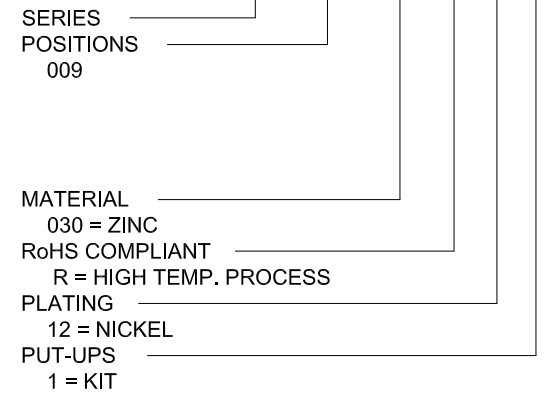 SERIES
POSITIONS
009
MATERIAL
030 = ZINC
RoHS COMPLIANT
R = HIGH TEMP. PROCESS
PLATING
12 = NICKEL
PUT-UPS
1 = KIT